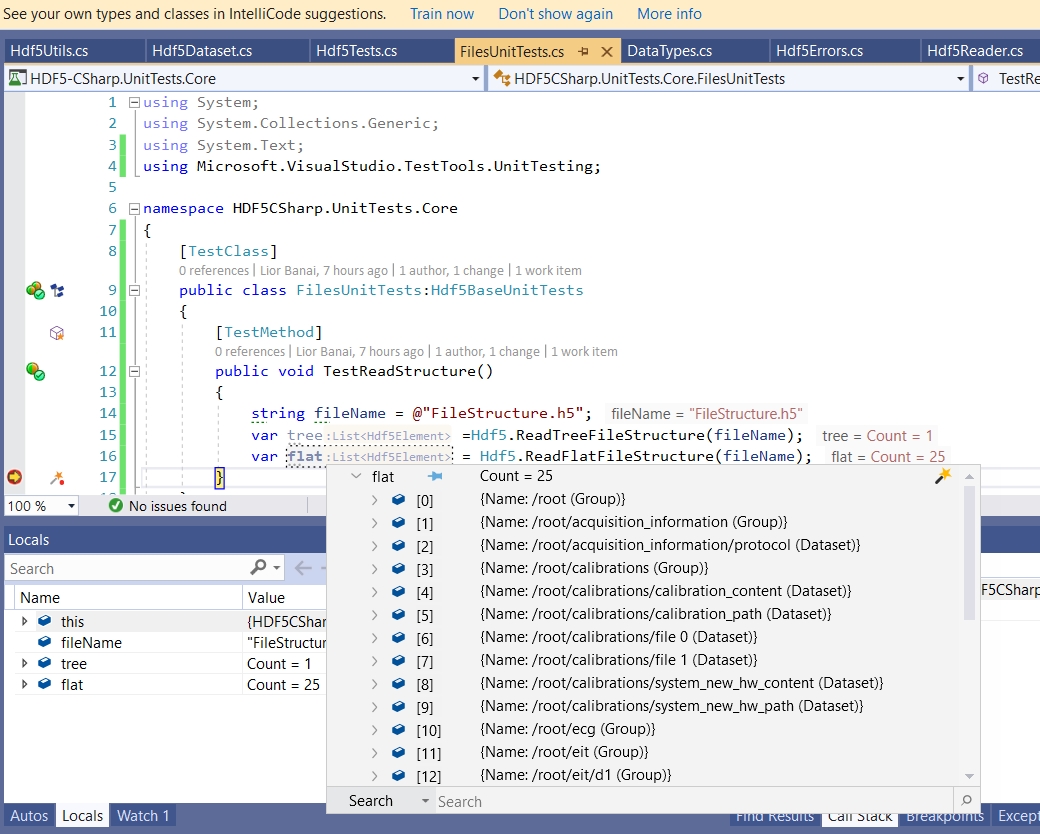 See your own types and classes in IntelliCode suggestions. Train now Don't show again More info
Hdf5Utils.cs Hdf5Dataset.cs Hdf5Tests.cs FilesUnitTests.cs DataTypes.cs Hdf5Errors.cs Hdf5Reader.cs
HDF5-CSharp.UnitTests.Core HDF5CSharp.UnitTests.Core.FilesUnitTests TestRe
1 using System;
2 using System.Collections.Generic;
3 using System.Text;
4 using Microsoft.VisualStudio.TestTools.UnitTesting;
5
6 namespace HDF5CSharp.UnitTests.Core
7 {
8 [TestClass]
0 references | Lior Banai, 7 hours ago | 1 author, 1 change | 1 work item
9 public class FilesUnitTests:Hdf5BaseUnitTests
10 {
11 [TestMethod]
0 references | Lior Banai, 7 hours ago | 1 author, 1 change | 1 work item
12 public void TestReadStructure()
13 {
14 string fileName = @"FileStructure.h5"; fileName = "FileStructure.h5"
15 var tree:List<Hdf5Element> =Hdf5.ReadTreeFileStructure(fileName); tree = Count = 1
16 var flat:List<Hdf5Element> = Hdf5.ReadFlatFileStructure(fileName); flat = Count = 25
17 }
100 % No issues found
flat Count = 25
[0] {Name: /root (Group)}
[1] {Name: /root/acquisition_information (Group)}
[2] {Name: /root/acquisition_information/protocol (Dataset)}
[3] {Name: /root/calibrations (Group)}
[4] {Name: /root/calibrations/calibration_content (Dataset)}
[5] {Name: /root/calibrations/calibration_path (Dataset)}
[6] {Name: /root/calibrations/file 0 (Dataset)}
[7] {Name: /root/calibrations/file 1 (Dataset)}
[8] {Name: /root/calibrations/system_new_hw_content (Dataset)}
[9] {Name: /root/calibrations/system_new_hw_path (Dataset)}
[10] {Name: /root/ecg (Group)}
[11] {Name: /root/eit (Group)}
[12] {Name: /root/eit/d1 (Group)}
Search Search
Locals
Search
Name Value
this {HDF5CShar
fileName "FileStructur
tree Count = 1
flat Count = 25
F5CSharp
Autos Locals Watch 1
Find Results Call Stack Breakpoints Except